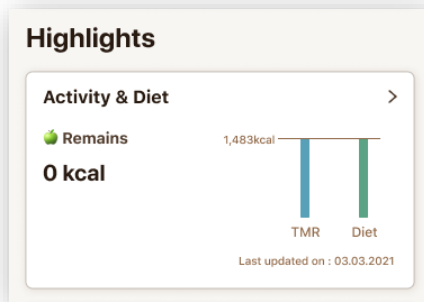 Highlights
Activity & Diet
Remains
0 kcal
1,483kcal
TMR Diet
Last updated on : 03.03.2021